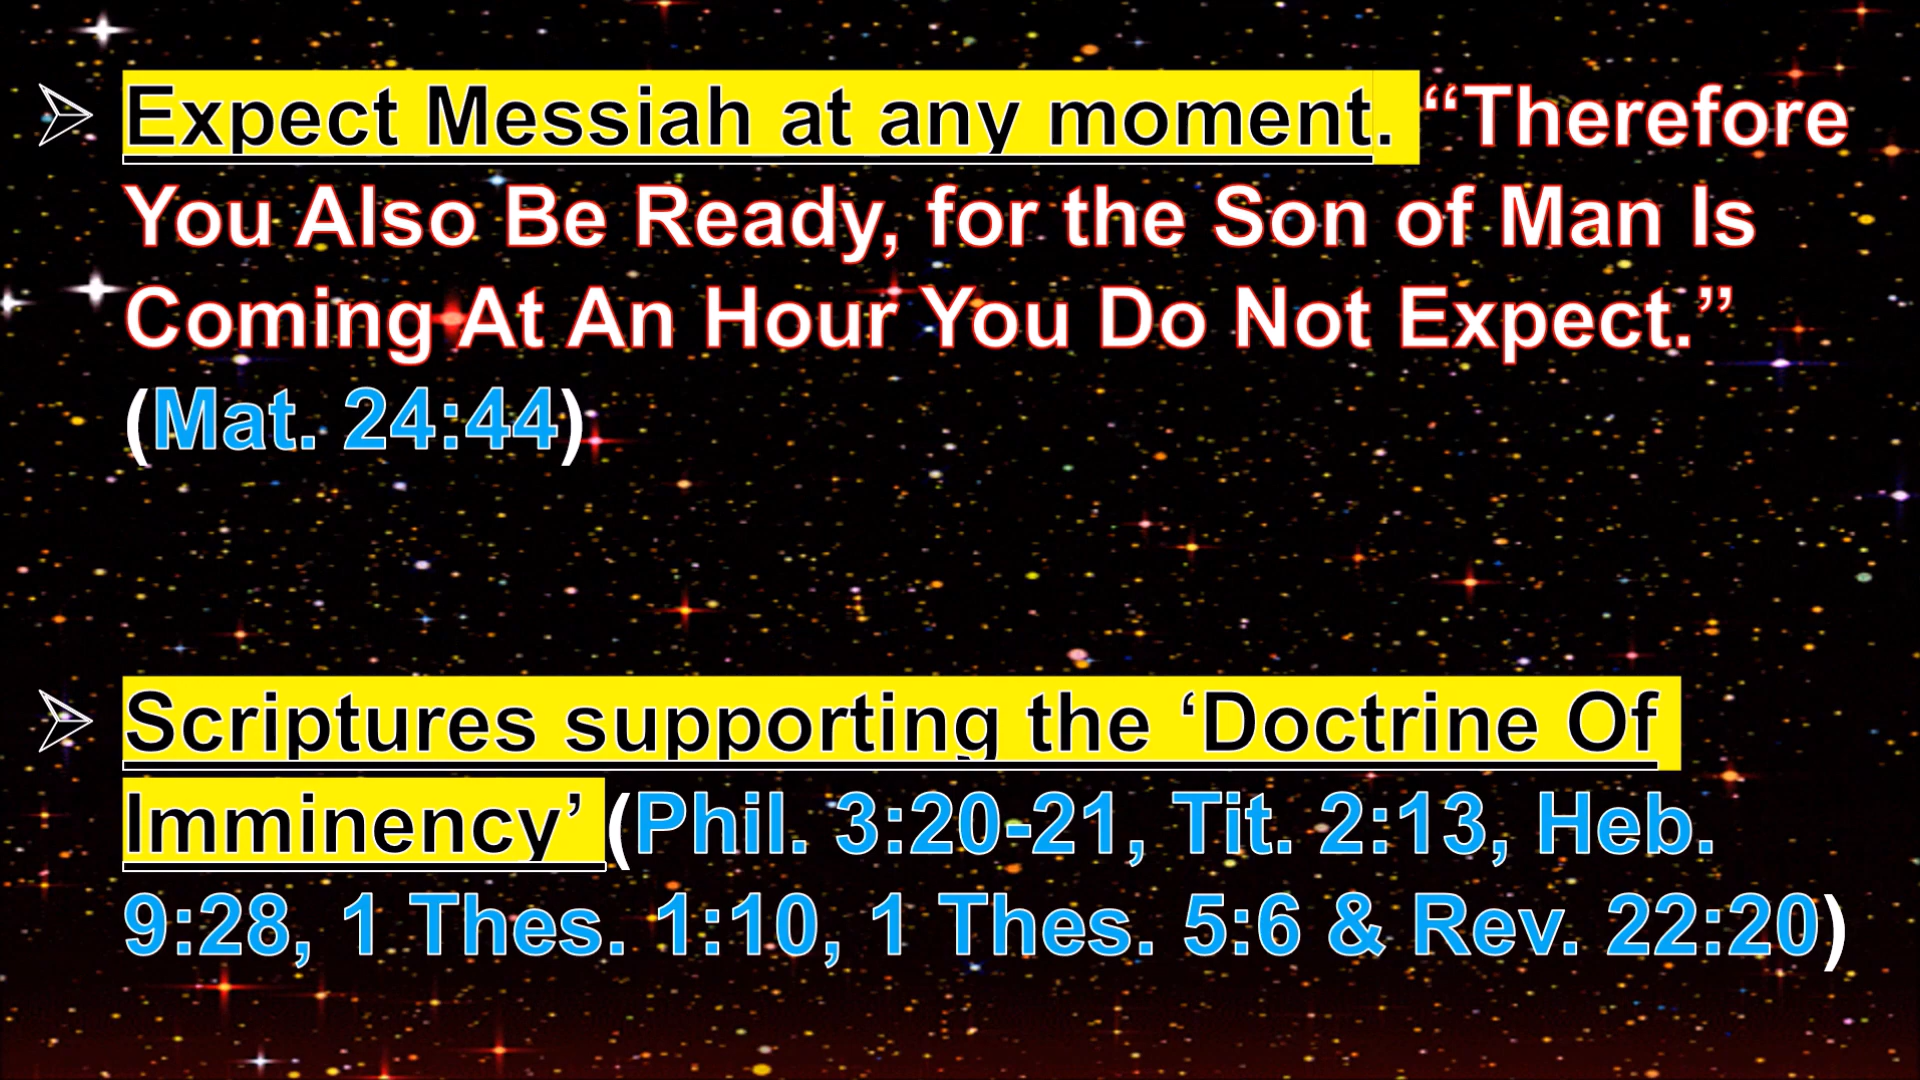 Expect Messiah at any moment. “Therefore
You Also Be Ready, for the Son of Man Is
Coming At An Hour You Do Not Expect.”
(Mat. 24:44)
Scriptures supporting the ‘Doctrine Of
Imminency’ (Phil. 3:20-21, Tit. 2:13, Heb.
9:28, 1 Thes. 1:10, 1 Thes. 5:6 & Rev. 22:20)